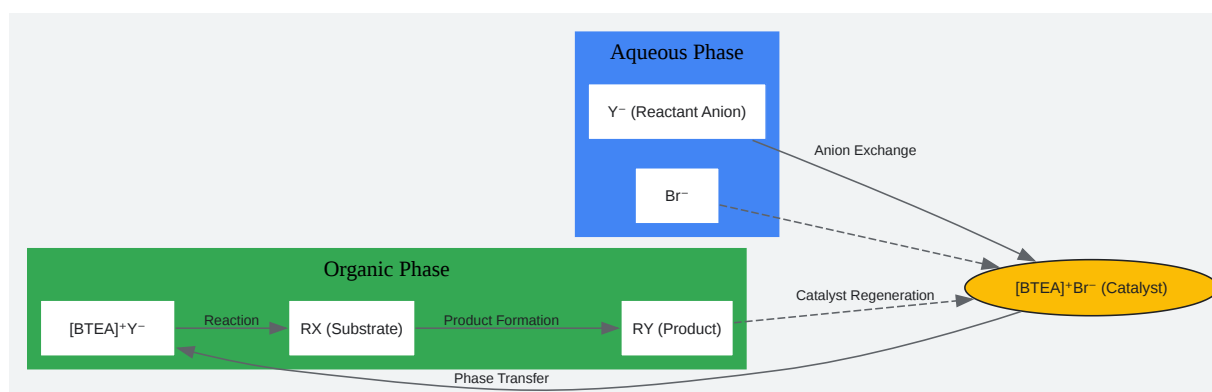 Aqueous Phase
Y⁻ (Reactant Anion)
Anion Exchange
Br⁻
Organic Phase
[BTEA]⁺Y⁻
Reaction
RX (Substrate)
Product Formation
RY (Product)
Catalyst Regeneration
[BTEA]⁺Br⁻ (Catalyst)
Phase Transfer